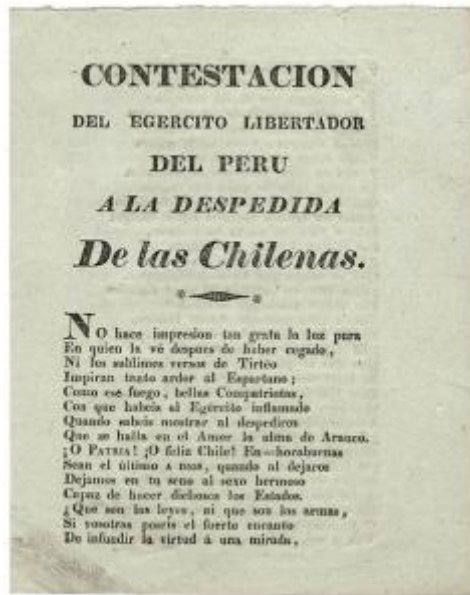 CONTESTACION
DEL EGERCITO LIBERTADOR
DEL PERU
A LA DESPEDIDA
De las Chilenas.
NO hace impresion tan grata la luz pura
En quien la vé despues de haber cegado,
Ni los sublimes versos de Tirtéo
Inspiran tanto ardor al Espartano;
Como ese fuego, bellas Compatriotas,
Con que habeis al Egército inflamado
Quando sabeis mostrar al despediros
Que se halla en el Amor la alma de Arauco.
¡O PATRIA! ¡O feliz Chile! En-horabuenas
Sean el último á nuestros, quando al dejaros
Dejamos en tu seno al sexo hermoso
Capaz de hacer dichosos los Estados.
¿Que son las leyes, ni que son las armas,
Si vosotras poseis el fuerte encanto
De infundir la virtud á una mirada,